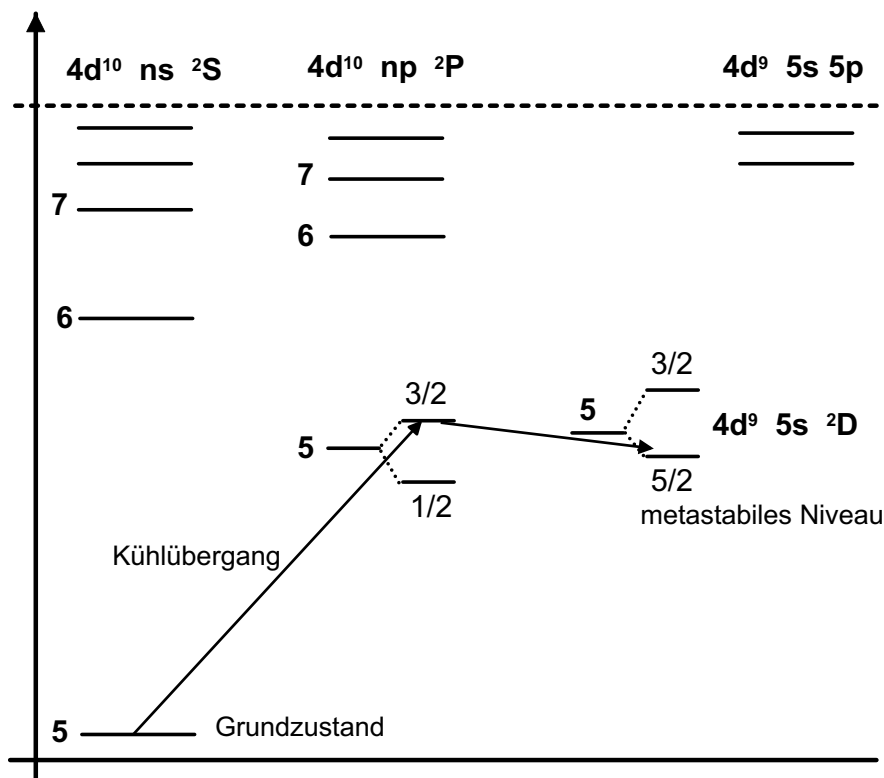 4d¹⁰ ns ²S
4d¹⁰ np ²P
4d⁹ 5s 5p
7
7
6
6
3/2
3/2
5
5
4d⁹ 5s ²D
5/2
1/2
metastabiles Niveau
Kühlübergang
5
Grundzustand